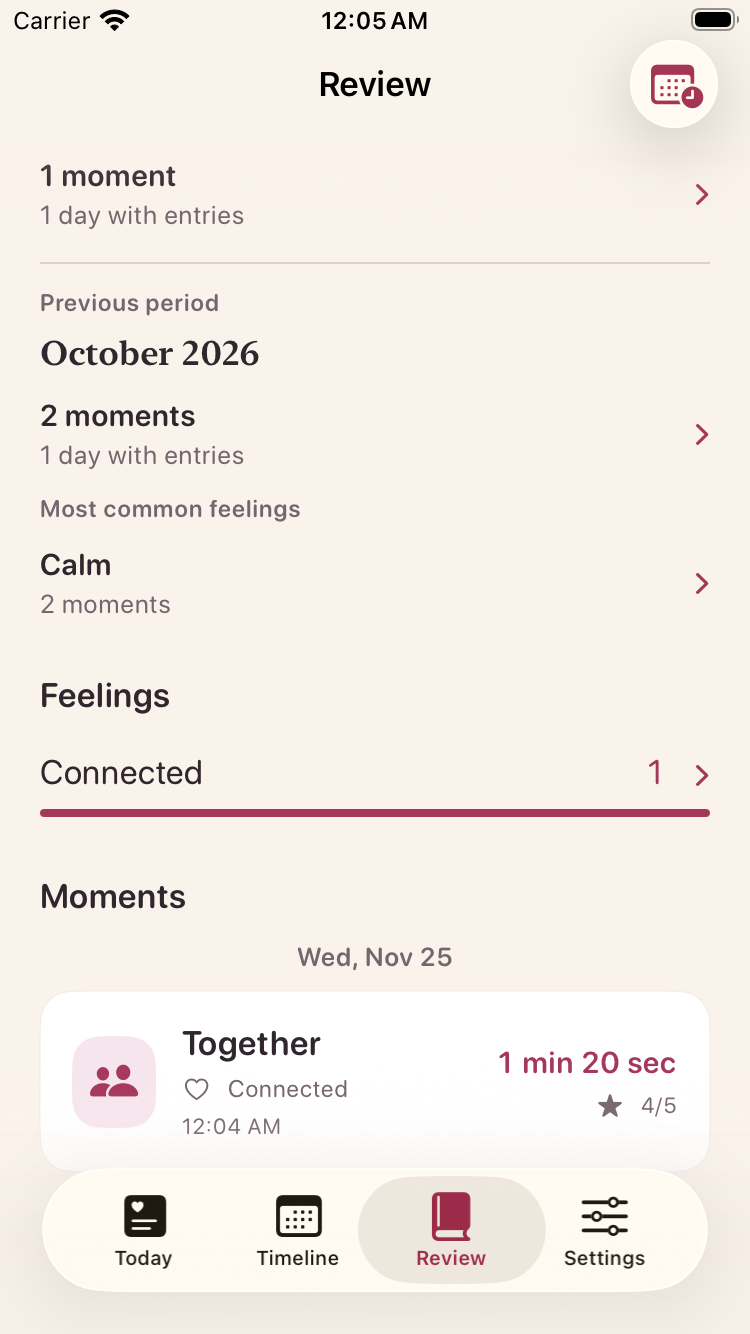 Carrier
12:05 AM
Review
1 moment
1 day with entries
Previous period
October 2026
2 moments
1 day with entries
Most common feelings
Calm
2 moments
Feelings
Connected 1
Moments
Wed, Nov 25
Together
1 min 20 sec
Connected
4/5
12:04 AM
Today
Timeline
Review
Settings